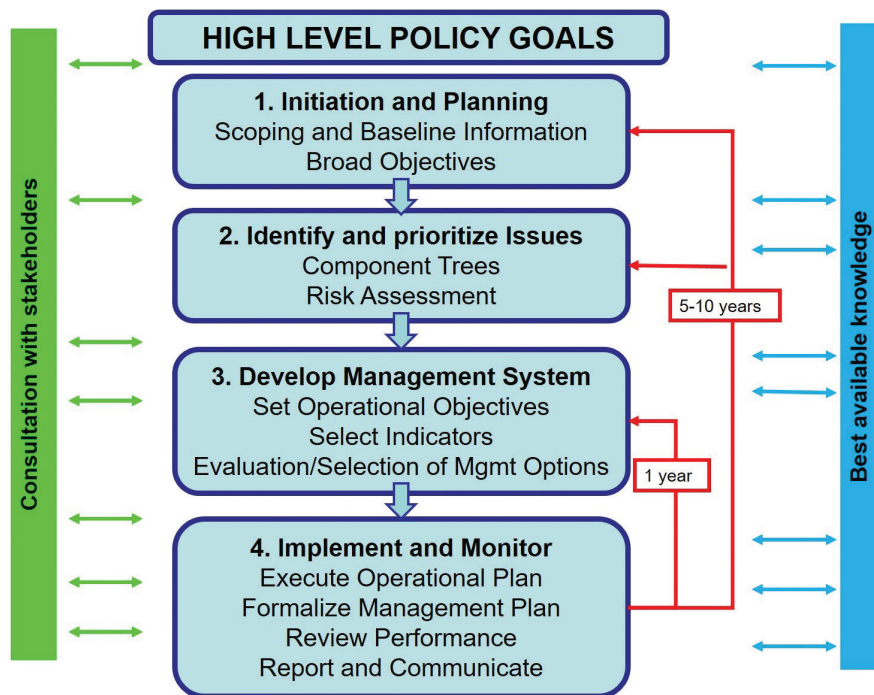 HIGH LEVEL POLICY GOALS
Consultation with stakeholders
1. Initiation and Planning
Scoping and Baseline Information
Broad Objectives
2. Identify and prioritize Issues
Component Trees
Risk Assessment
5-10 years
3. Develop Management System
Set Operational Objectives
Select Indicators
Evaluation/Selection of Mgmt Options
1 year
4. Implement and Monitor
Execute Operational Plan
Formalize Management Plan
Review Performance
Report and Communicate
Best available knowledge